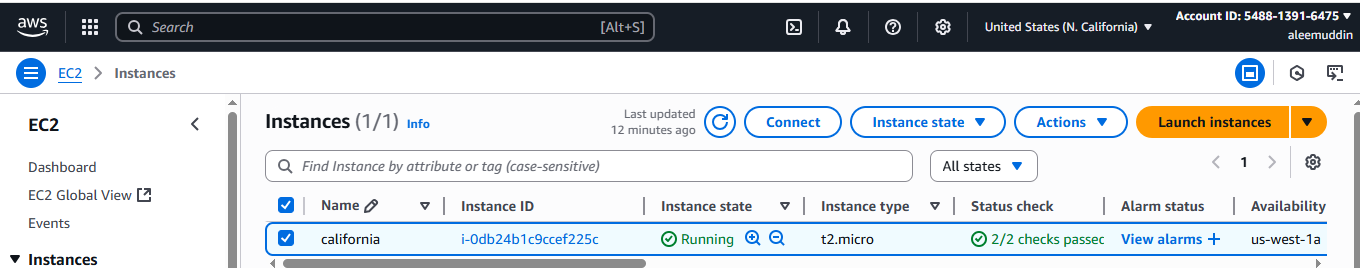 aws Search [Alt+S] United States (N. California) Account ID: 5488-1391-6475
aleemuddin
EC2 Instances
EC2
Dashboard
EC2 Global View
Events
Instances
Instances (1/1) Info
Last updated
12 minutes ago
Connect Instance state Actions Launch instances
Find Instance by attribute or tag (case-sensitive) All states 1
Name Instance ID Instance state Instance type Status check Alarm status Availability
california i-0db24b1c9ccef225c Running t2.micro 2/2 checks passec View alarms + us-west-1a